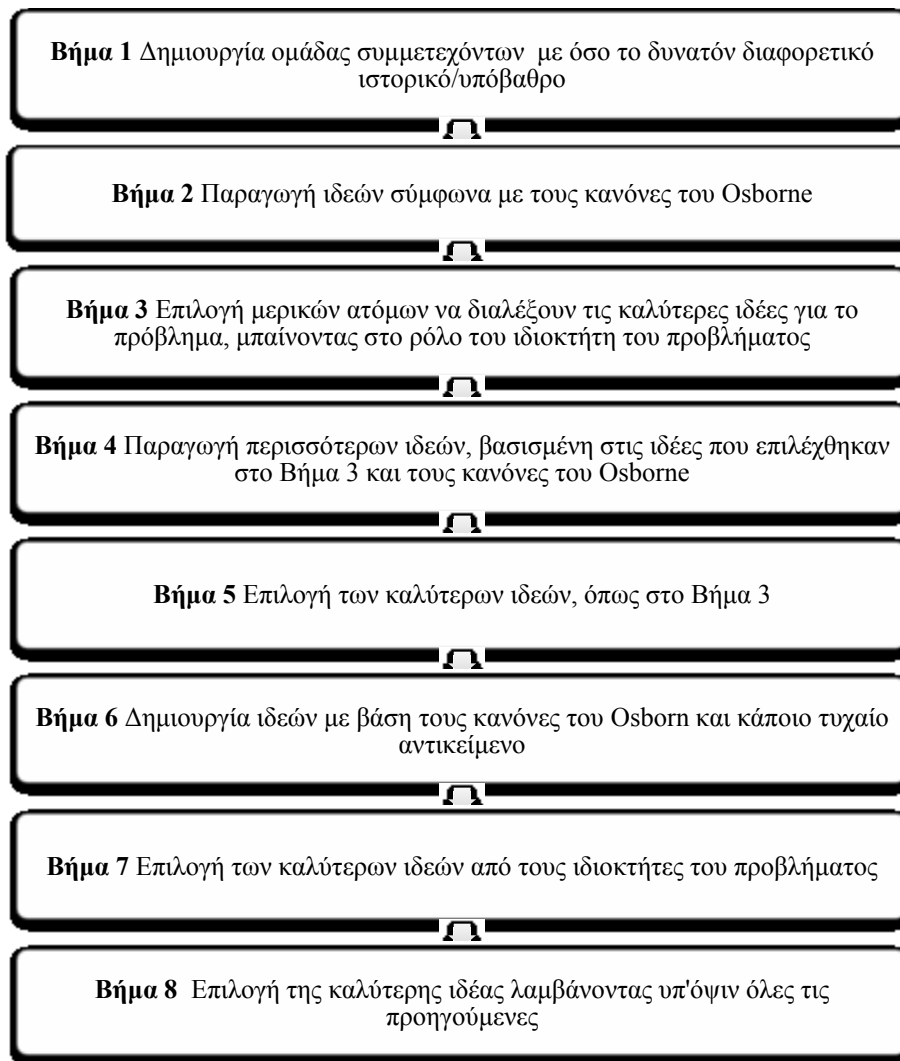 Βήμα 1 Δημιουργία ομάδας συμμετεχόντων με όσο το δυνατόν διαφορετικό
ιστορικό/υπόβαθρο
Βήμα 2 Παραγωγή ιδεών σύμφωνα με τους κανόνες του Osborne
Βήμα 3 Επιλογή μερικών ατόμων να διαλέξουν τις καλύτερες ιδέες για το
πρόβλημα, μπαίνοντας στο ρόλο του ιδιοκτήτη του προβλήματος
Βήμα 4 Παραγωγή περισσότερων ιδεών, βασισμένη στις ιδέες που επιλέχθηκαν
στο Βήμα 3 και τους κανόνες του Osborne
Βήμα 5 Επιλογή των καλύτερων ιδεών, όπως στο Βήμα 3
Βήμα 6 Δημιουργία ιδεών με βάση τους κανόνες του Osborn και κάποιο τυχαίο
αντικείμενο
Βήμα 7 Επιλογή των καλύτερων ιδεών από τους ιδιοκτήτες του προβλήματος
Βήμα 8 Επιλογή της καλύτερης ιδέας λαμβάνοντας υπ'όψιν όλες τις
προηγούμενες